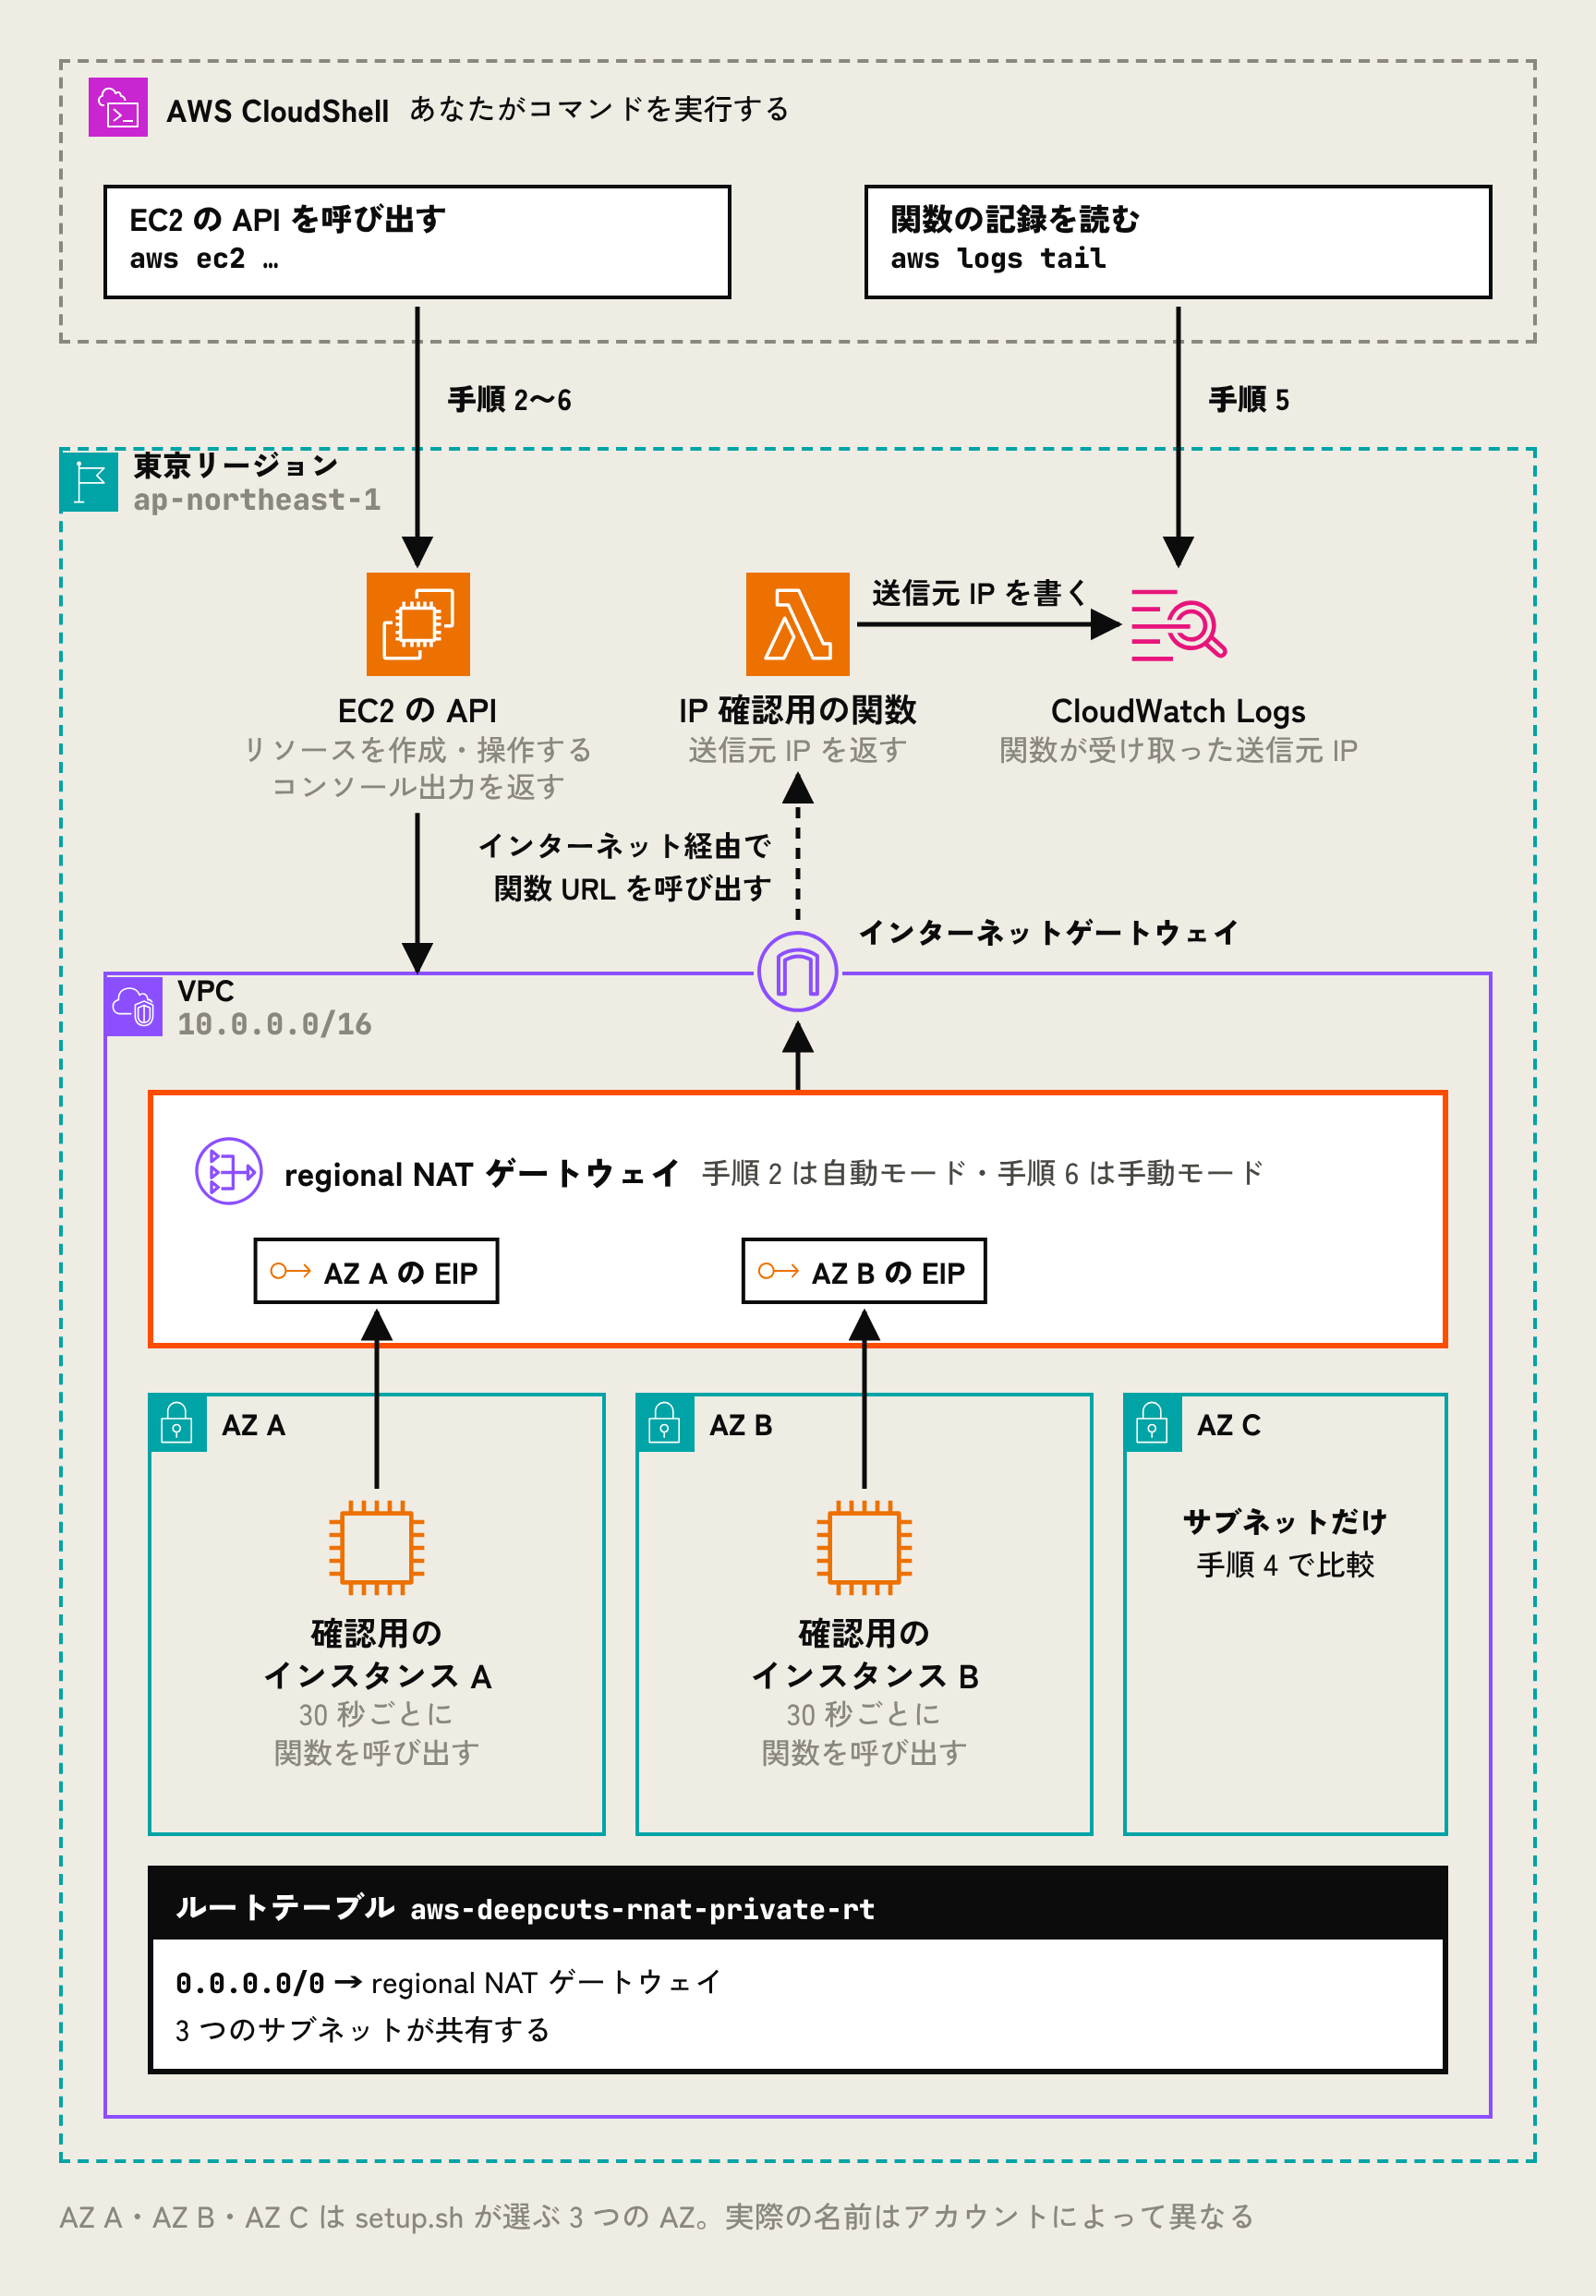 AWS CloudShell あなたがコマンドを実行する
EC2 の API を呼び出す
aws ec2 …
関数の記録を読む
aws logs tail
手順 2〜6
手順 5
東京リージョン
ap-northeast-1
送信元 IP を書く
EC2 の API
リソースを作成・操作する
コンソール出力を返す
IP 確認用の関数
送信元 IP を返す
CloudWatch Logs
関数が受け取った送信元 IP
インターネット経由で
関数 URL を呼び出す
インターネットゲートウェイ
VPC
10.0.0.0/16
regional NAT ゲートウェイ 手順 2 は自動モード・手順 6 は手動モード
AZ A の EIP
AZ B の EIP
AZ A
AZ B
AZ C
確認用の
インスタンス A
30 秒ごとに
関数を呼び出す
確認用の
インスタンス B
30 秒ごとに
関数を呼び出す
サブネットだけ
手順 4 で比較
ルートテーブル aws-deepcuts-rnat-private-rt
0.0.0.0/0 → regional NAT ゲートウェイ
3 つのサブネットが共有する
AZ A・AZ B・AZ C は setup.sh が選ぶ 3 つの AZ。実際の名前はアカウントによって異なる